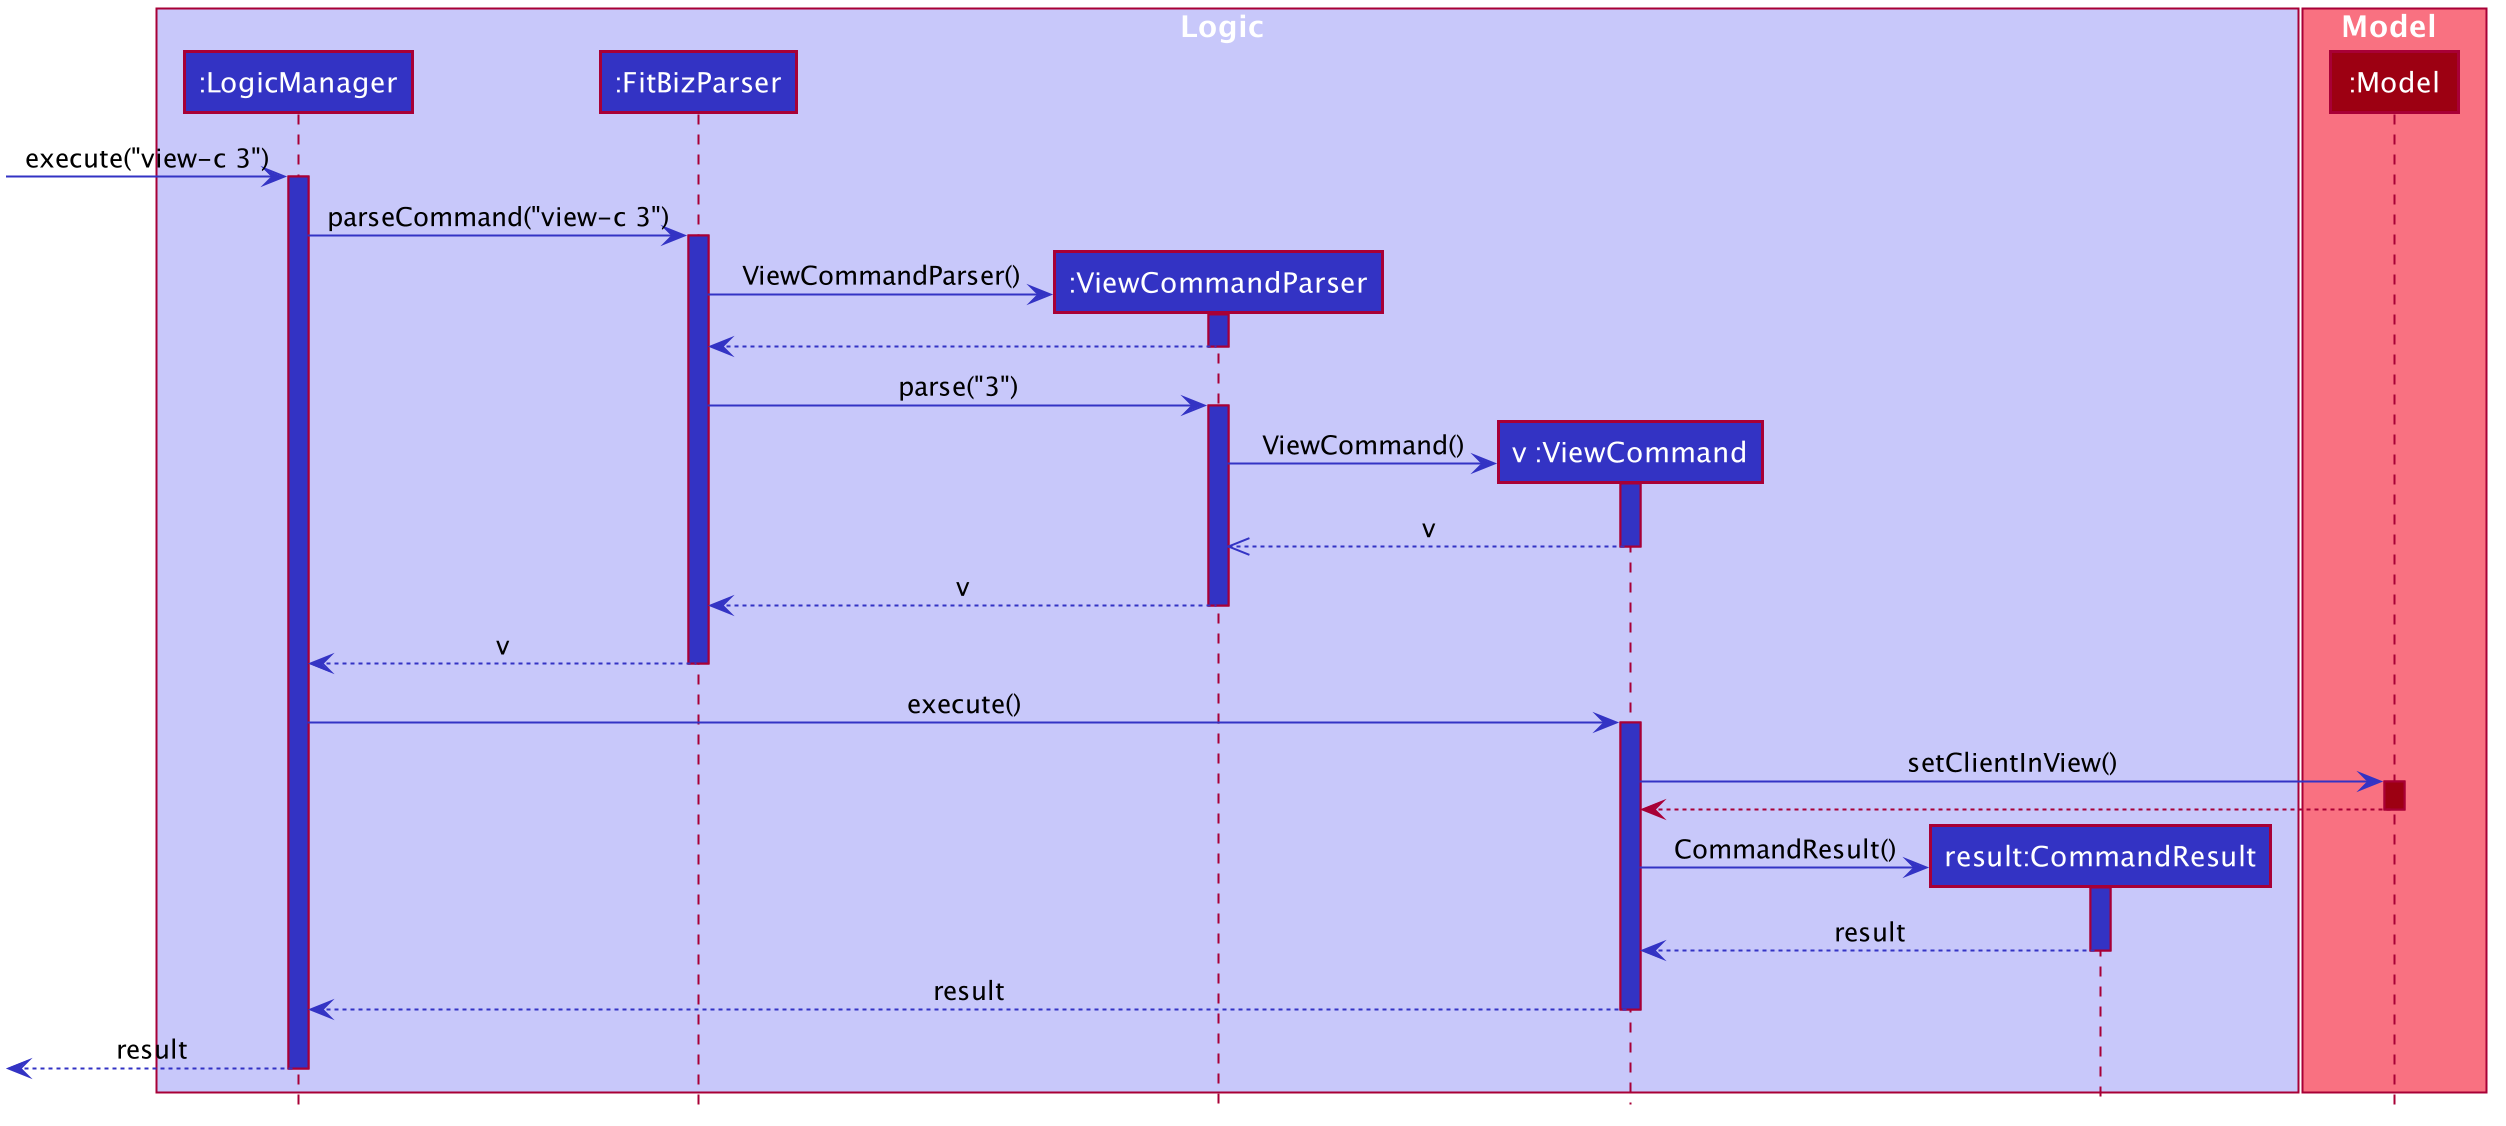 Logic
Model
:LogicManager
:FitBizParser
:Model
execute("view-c 3")
parseCommand("view-c 3")
ViewCommandParser()
:ViewCommandParser
parse("3")
ViewCommand()
v :ViewCommand
v
v
v
execute()
setClientInView()
CommandResult()
result:CommandResult
result
result
result